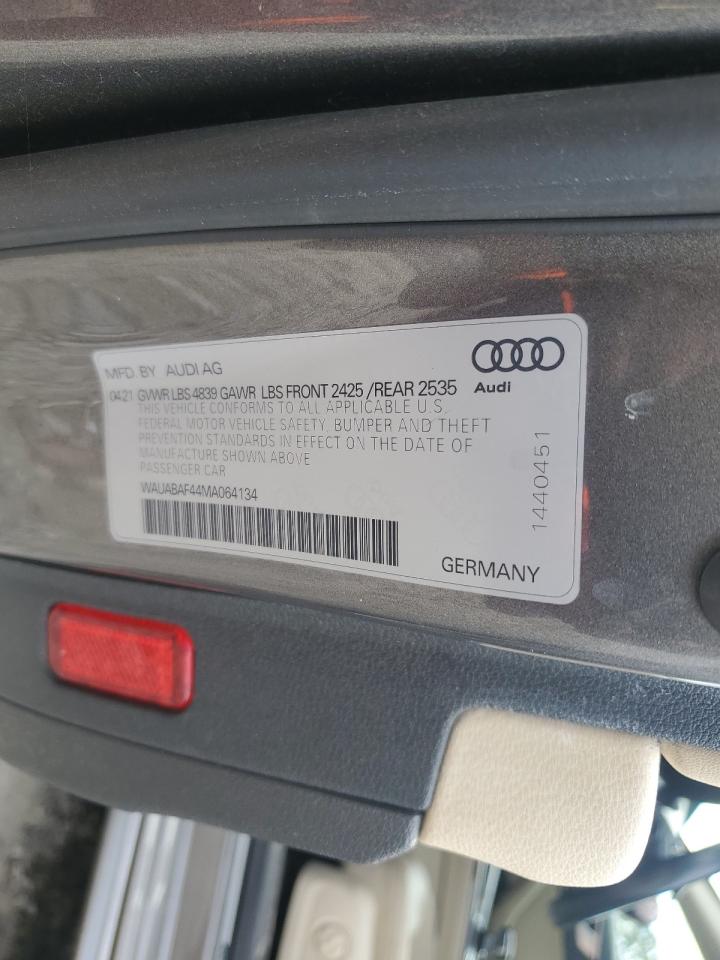 MFD. BY AUDI AG
04.21 GVWR LBS 4839 GAWR LBS FRONT 2425 /REAR 2535
THIS VEHICLE CONFORMS TO ALL APPLICABLE U.S.
FEDERAL MOTOR VEHICLE SAFETY, BUMPER AND THEFT
PREVENTION STANDARDS IN EFFECT ON THE DATE OF
MANUFACTURE SHOWN ABOVE
PASSENGER CAR
WAUABAF44MA064134
Audi
1440451
GERMANY